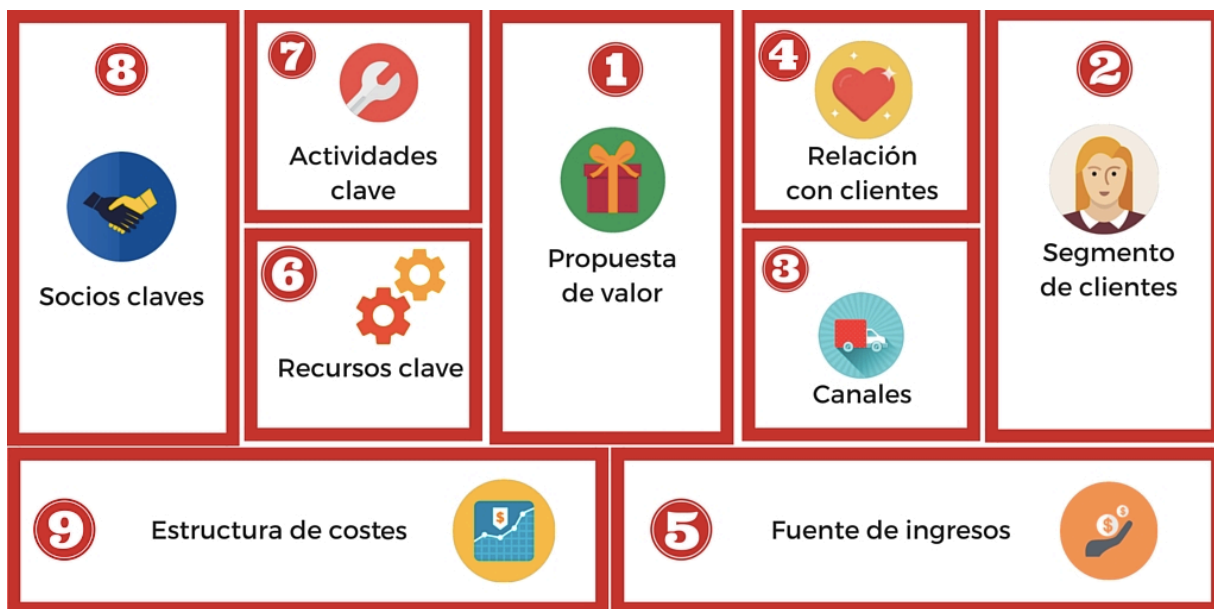 8
Socios claves
7
Actividades
clave
6
Recursos clave
1
Propuesta
de valor
4
Relación
con clientes
3
Canales
2
Segmento
de clientes
9
Estructura de costes
$
5
Fuente de ingresos
$
$